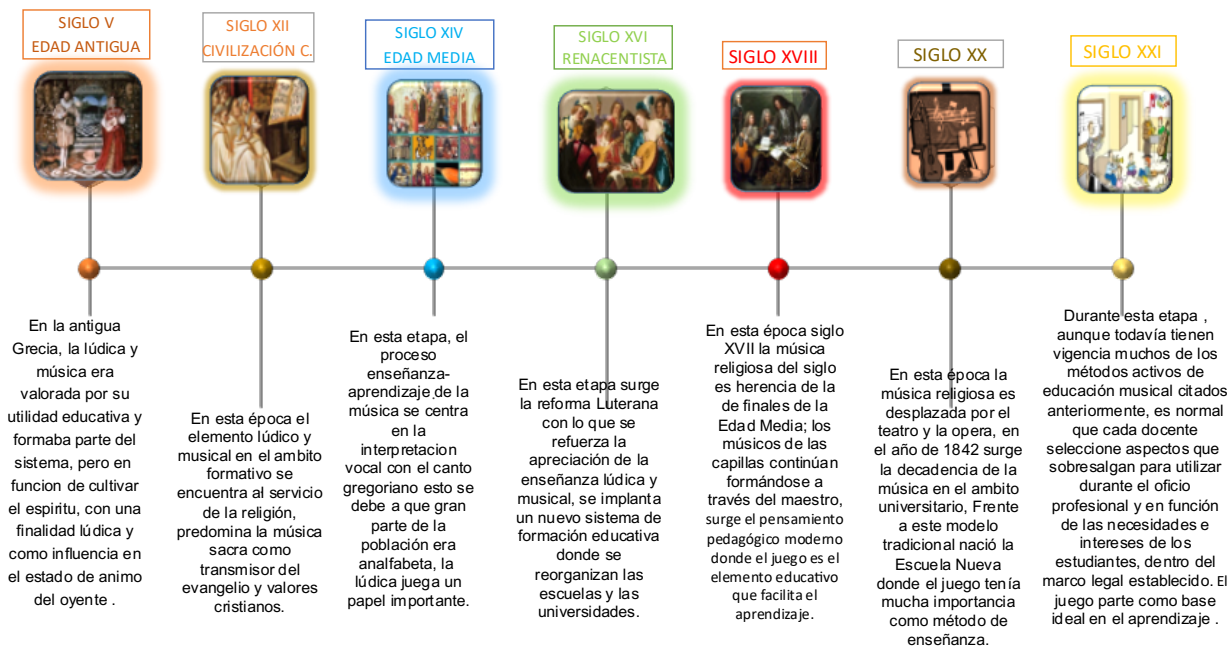 SIGLO V
EDAD ANTIGUA
SIGLO XII
CIVILIZACIÓN C.
SIGLO XIV
EDAD MEDIA
SIGLO XVI
RENACENTISTA
SIGLO XVIII
SIGLO XX
SIGLO XXI
En la antigua
Grecia, la lúdica y
música era
valorada por su
utilidad educativa y
formaba parte del
sistema, pero en
funcion de cultivar
el espiritu, con una
finalidad lúdica y
como influencia en
el estado de animo
del oyente .
En esta época el
elemento lúdico y
musical en el ambito
formativo se
encuentra al servicio
de la religión,
predomina la música
sacra como
transmisor del
evangelio y valores
cristianos.
En esta etapa, el
proceso
enseñanza-
aprendizaje de la
música se centra
en la
interpretacion
vocal con el canto
gregoriano esto se
debe a que gran
parte de la
población era
analfabeta, la
lúdica juega un
papel importante.
En esta etapa surge
la reforma Luterana
con lo que se
refuerza la
apreciación de la
enseñanza lúdica y
musical, se implanta
un nuevo sistema de
formación educativa
donde se
reorganizan las
escuelas y las
universidades.
En esta época siglo
XVII la música
religiosa del siglo
es herencia de la
de finales de la
Edad Media; los
músicos de las
capillas continúan
formándose a
través del maestro,
surge el pensamiento
pedagógico moderno
donde el juego es el
elemento educativo
que facilita el
aprendizaje.
En esta época la
música religiosa es
desplazada por el
teatro y la opera, en
el año de 1842 surge
la decadencia de la
música en el ambito
universitario, Frente
a este modelo
tradicional nació la
Escuela Nueva
donde el juego tenía
mucha importancia
como método de
enseñanza.
Durante esta etapa ,
aunque todavía tienen
vigencia muchos de los
métodos activos de
educación musical citados
anteriormente, es normal
que cada docente
seleccione aspectos que
sobresalgan para utilizar
durante el oficio
profesional y en función
de las necesidades e
intereses de los
estudiantes, dentro del
marco legal establecido. El
juego parte como base
ideal en el aprendizaje .